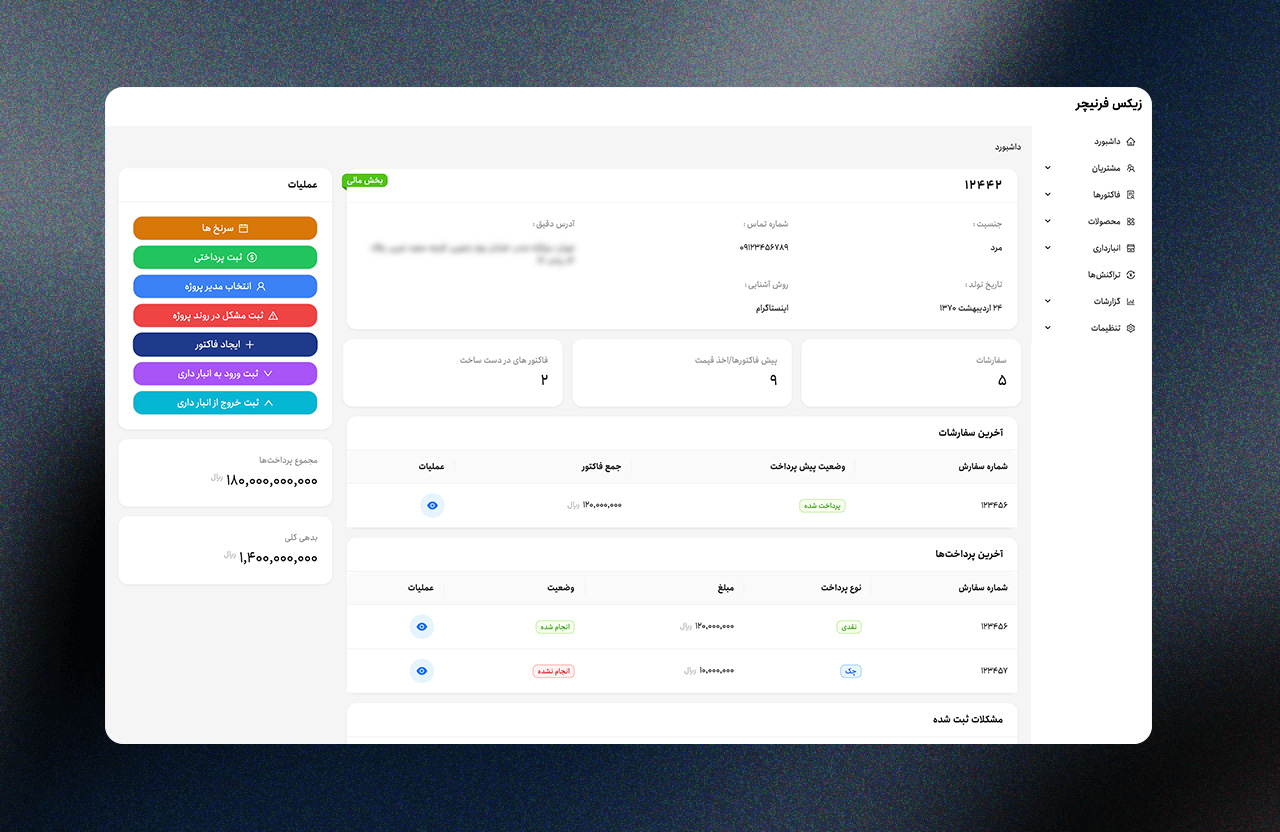 زیکس فرنیچر
داشبورد
مشتریان
فاکتورها
محصولات
انبارداری
تراکنش‌ها
گزارشات
تنظیمات
داشبورد
۱۲۴۴۲
بخش مالی
جنسیت :
مرد
شماره تماس :
۰۹۱۲۳۴۵۶۷۸۹
آدرس دقیق :
تاریخ تولد :
۲۴ اردیبهشت ۱۳۷۰
روش آشنایی :
اینستاگرام
سفارشات
۵
پیش فاکتورها/اخذ قیمت
۹
فاکتور های در دست ساخت
۲
آخرین سفارشات
شماره سفارش وضعیت پیش پرداخت جمع فاکتور عملیات
۱۲۳۴۵۶ پرداخت شده ۱۲۰,۰۰۰,۰۰۰ ریال
آخرین پرداخت‌ها
شماره سفارش نوع پرداخت مبلغ وضعیت عملیات
۱۲۳۴۵۶ نقدی ۱۲۰,۰۰۰,۰۰۰ ریال انجام شده
۱۲۳۴۵۷ چک ۱۰,۰۰۰,۰۰۰ ریال انجام نشده
مشکلات ثبت شده
عملیات
سرنخ ها
ثبت پرداختی
انتخاب مدیر پروژه
ثبت مشکل در روند پروژه
ایجاد فاکتور
ثبت ورود به انبار داری
ثبت خروج از انبار داری
مجموع پرداخت‌ها
۱۸۰,۰۰۰,۰۰۰,۰۰۰ ریال
بدهی کلی
۱,۴۰۰,۰۰۰,۰۰۰ ریال